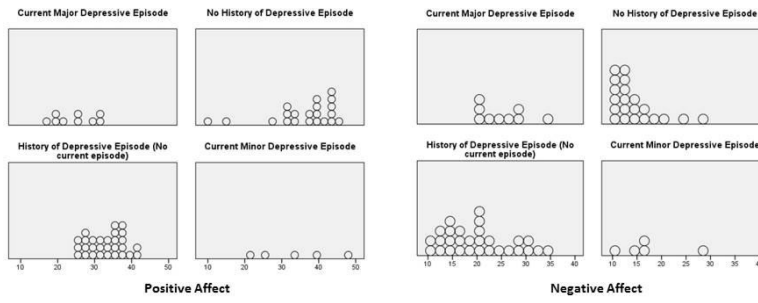 Current Major Depressive Episode
No History of Depressive Episode
History of Depressive Episode (No
current episode)
Current Minor Depressive Episode
10 20 30 40 50
10 20 30 40 50
Positive Affect
Current Major Depressive Episode
No History of Depressive Episode
History of Depressive Episode (No
current episode)
Current Minor Depressive Episode
10 15 20 25 30 35 40
10 15 20 25 30 35 40
Negative Affect